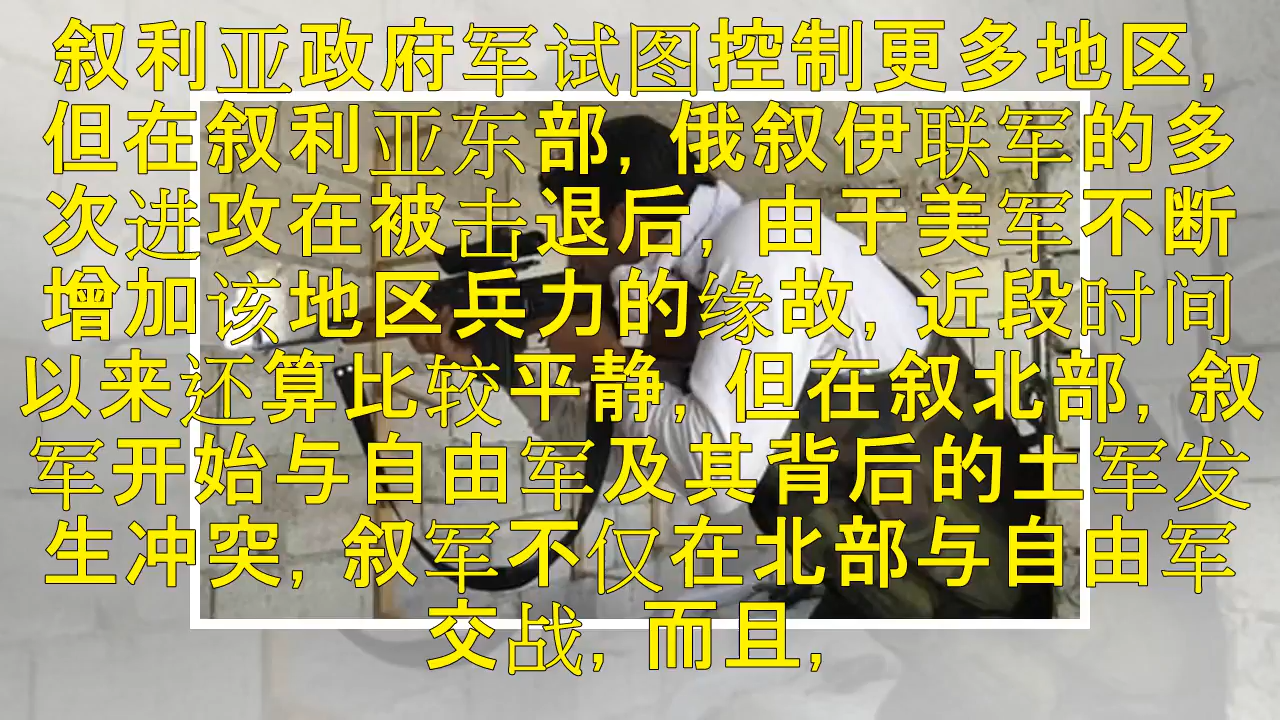 叙利亚政府军试图控制更多地区,
但在叙利亚东部, 俄叙伊联军的多
次进攻在被击退后, 由于美军不断
增加该地区兵力的缘故, 近段时间
以来还算比较平静, 但在叙北部, 叙
军开始与自由军及其背后的土军发
生冲突, 叙军不仅在北部与自由军
交战, 而且,